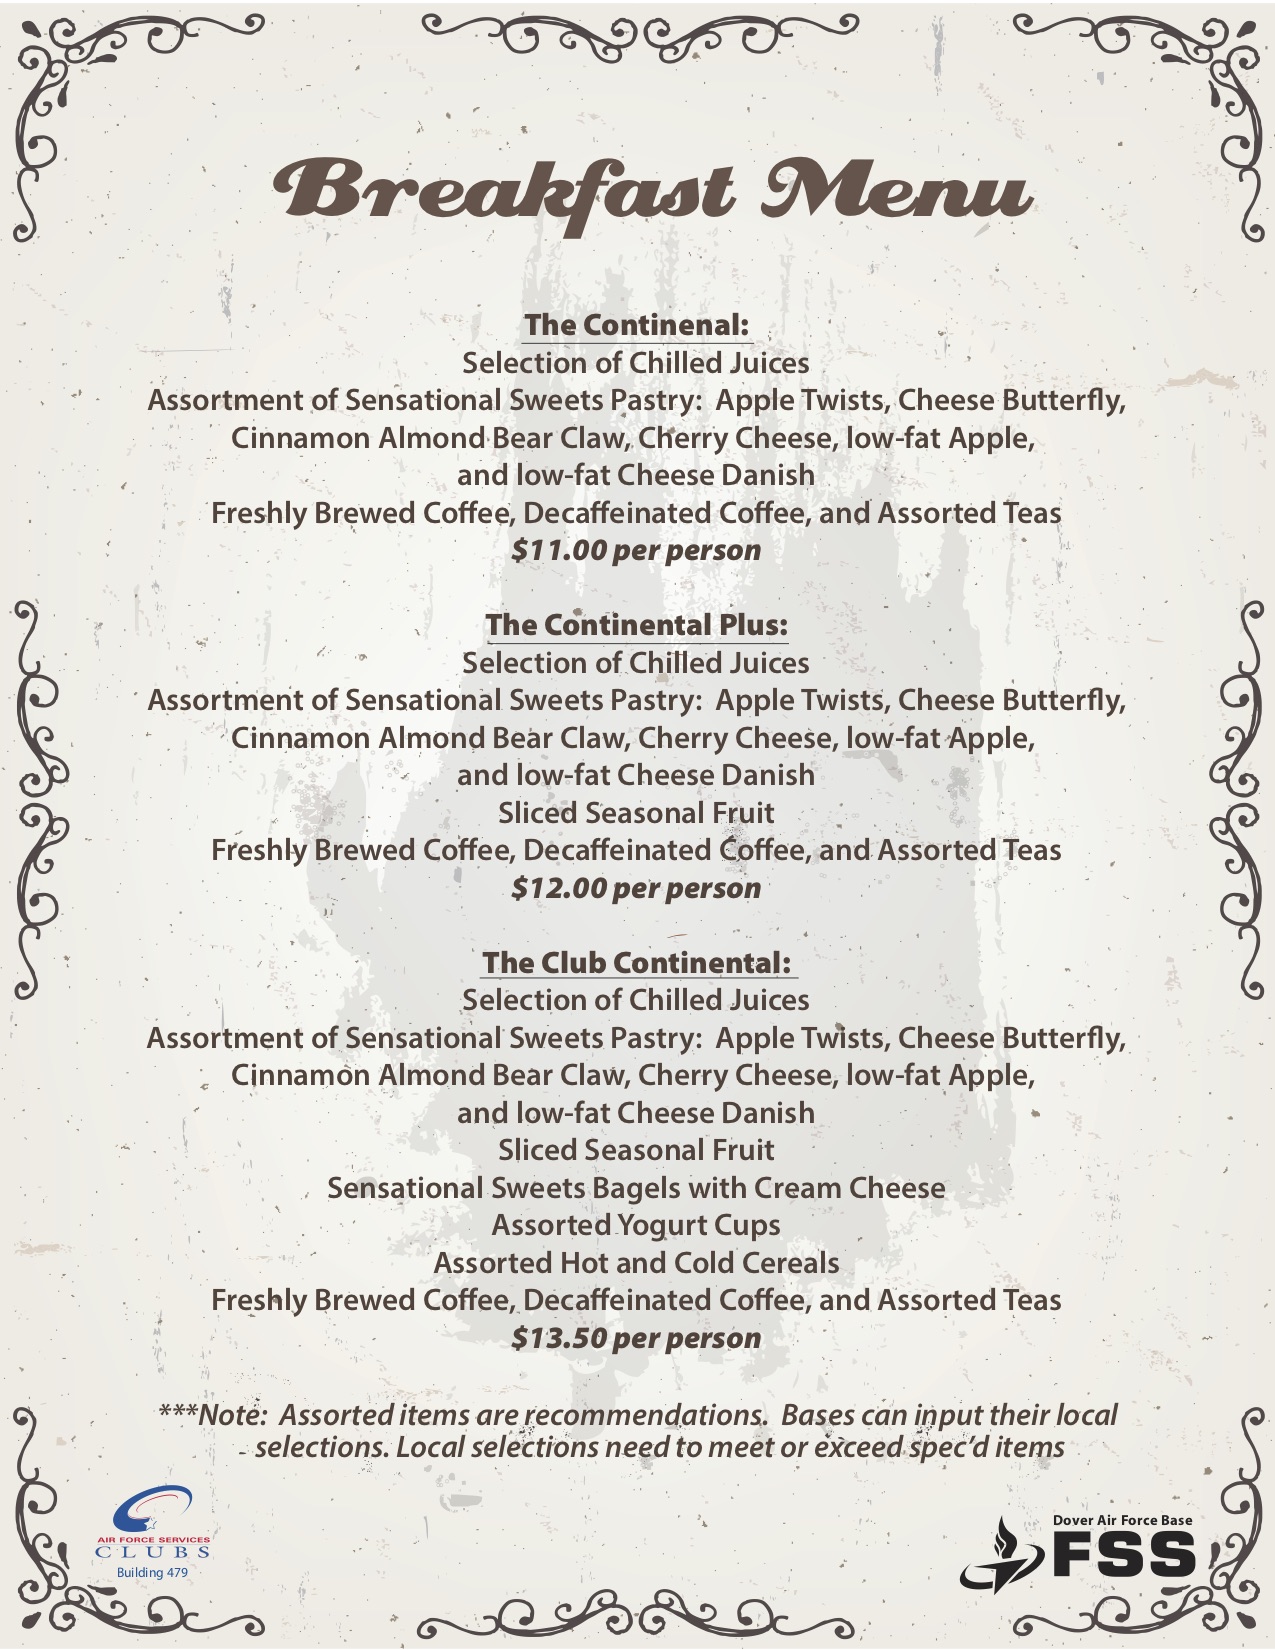 Breakfast Menu
The Continenal:
Selection of Chilled Juices
Assortment of Sensational Sweets Pastry:  Apple Twists, Cheese Butterfly,
Cinnamon Almond Bear Claw, Cherry Cheese, low-fat Apple,
and low-fat Cheese Danish
Freshly Brewed Coffee, Decaffeinated Coffee, and Assorted Teas
$11.00 per person
The Continental Plus:
Selection of Chilled Juices
Assortment of Sensational Sweets Pastry:  Apple Twists, Cheese Butterfly,
Cinnamon Almond Bear Claw, Cherry Cheese, low-fat Apple,
and low-fat Cheese Danish
Sliced Seasonal Fruit
Freshly Brewed Coffee, Decaffeinated Coffee, and Assorted Teas
$12.00 per person
The Club Continental:
Selection of Chilled Juices
Assortment of Sensational Sweets Pastry:  Apple Twists, Cheese Butterfly,
Cinnamon Almond Bear Claw, Cherry Cheese, low-fat Apple,
and low-fat Cheese Danish
Sliced Seasonal Fruit
Sensational Sweets Bagels with Cream Cheese
Assorted Yogurt Cups
Assorted Hot and Cold Cereals
Freshly Brewed Coffee, Decaffeinated Coffee, and Assorted Teas
$13.50 per person
***Note:  Assorted items are recommendations.  Bases can input their local
selections. Local selections need to meet or exceed spec'd items
AIR FORCE SERVICES
CLUBS
Building 479
Dover Air Force Base
FSS